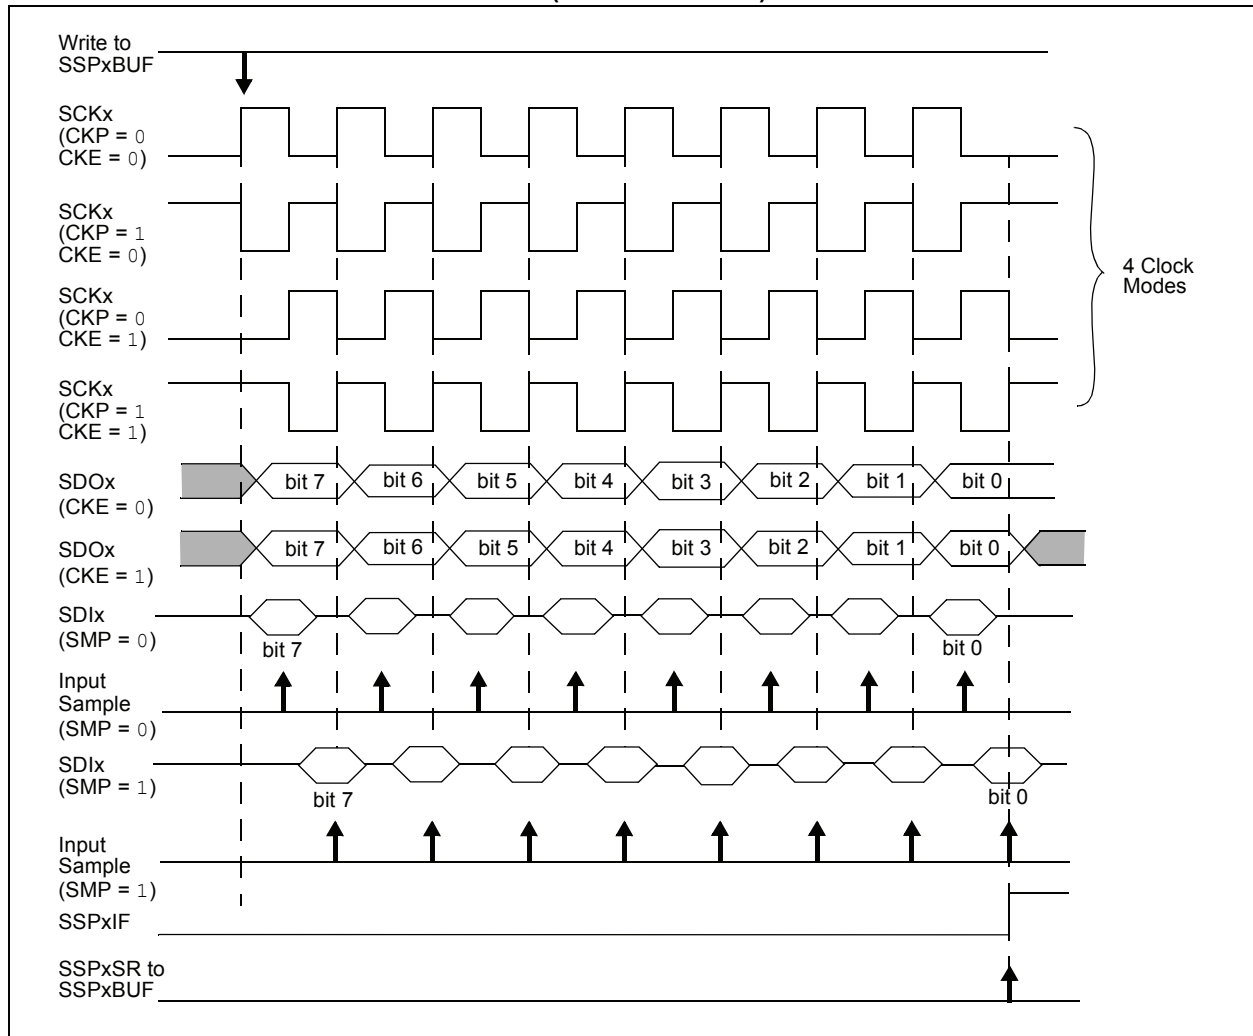 Write to
SSPxBUF
SCKx
(CKP = 0
CKE = 0)
SCKx
(CKP = 1
CKE = 0)
4 Clock
Modes
SCKx
(CKP = 0
CKE = 1)
SCKx
(CKP = 1
CKE = 1)
SDOx
(CKE = 0)
bit 7 bit 6 bit 5 bit 4 bit 3 bit 2 bit 1 bit 0
SDOx
(CKE = 1)
bit 7 bit 6 bit 5 bit 4 bit 3 bit 2 bit 1 bit 0
SDIx
(SMP = 0)
bit 7 bit 0
Input
Sample
(SMP = 0)
SDIx
(SMP = 1)
bit 7 bit 0
Input
Sample
(SMP = 1)
SSPxIF
SSPxSR to
SSPxBUF